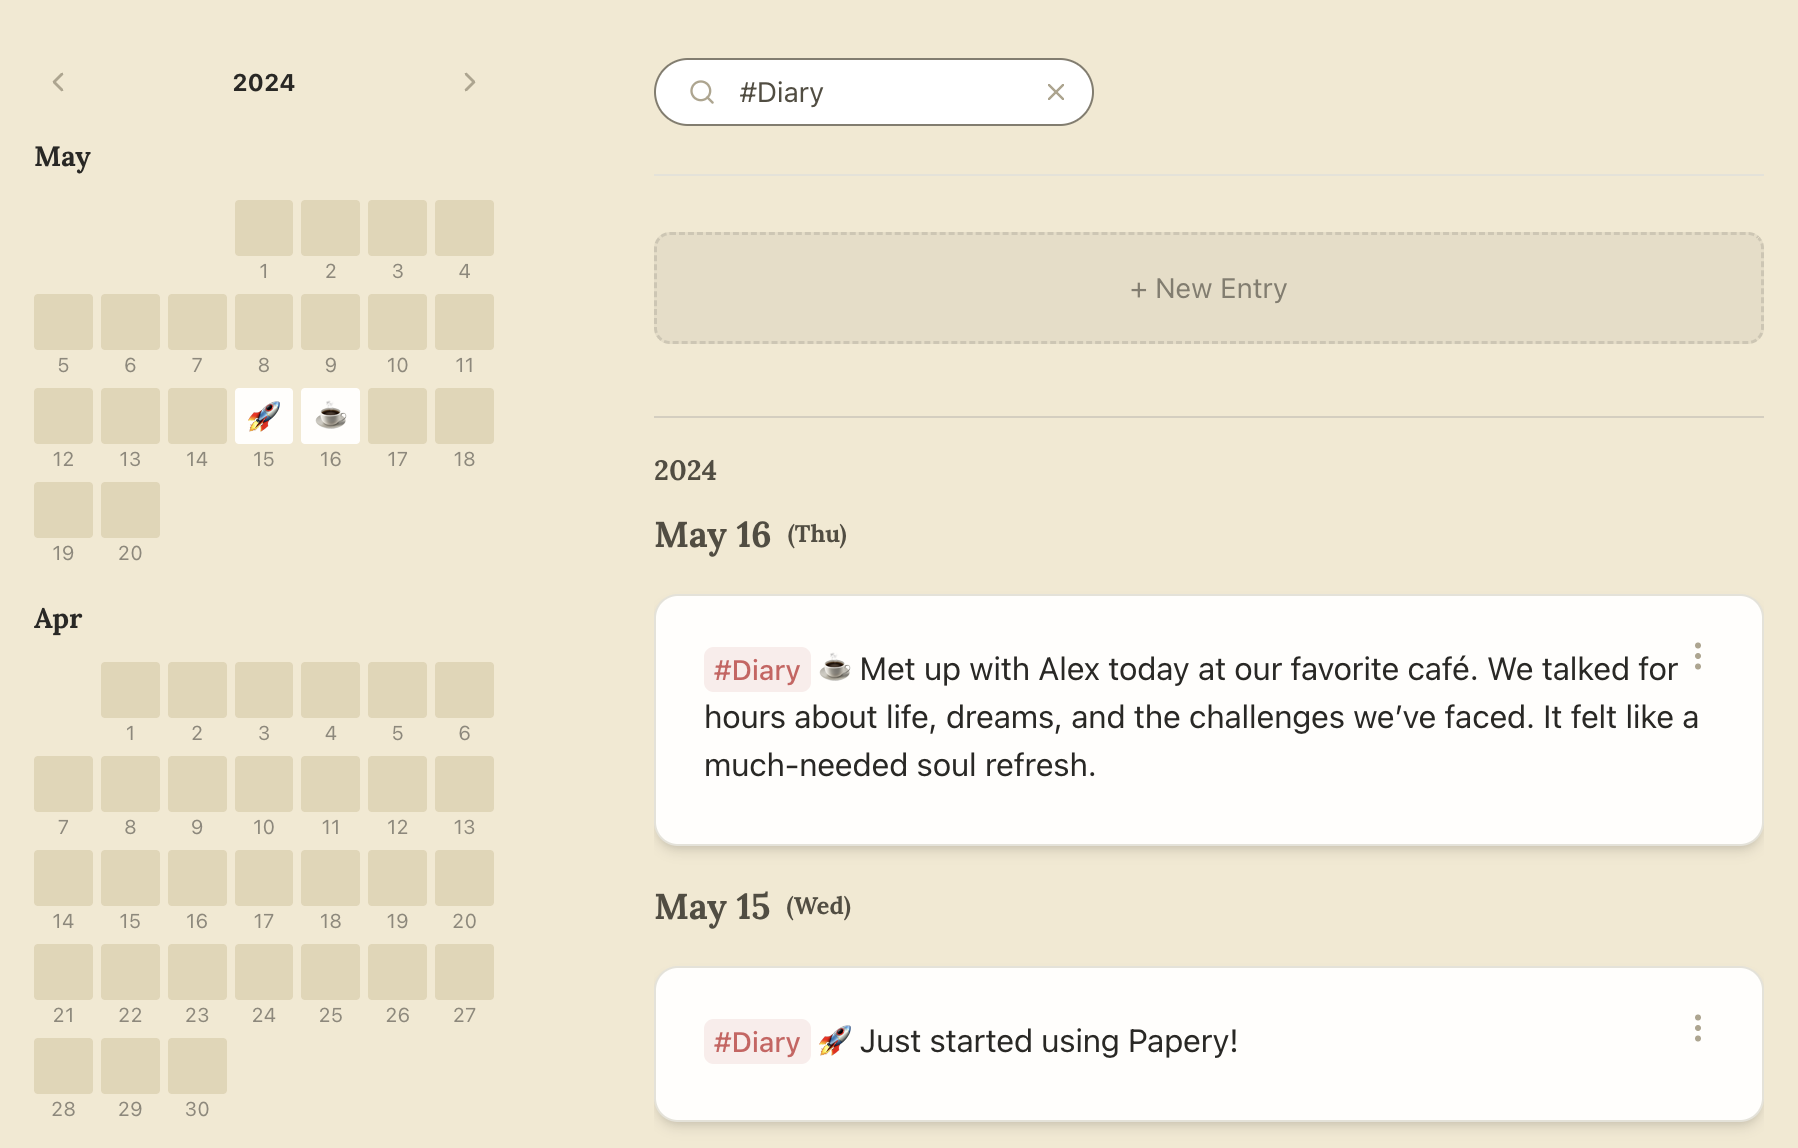 2024
May
1 2 3 4
5 6 7 8 9 10 11
12 13 14 15 16 17 18
19 20
Apr
1 2 3 4 5 6
7 8 9 10 11 12 13
14 15 16 17 18 19 20
21 22 23 24 25 26 27
28 29 30
#Diary
+ New Entry
2024
May 16 (Thu)
#Diary ☕ Met up with Alex today at our favorite café. We talked for
hours about life, dreams, and the challenges we’ve faced. It felt like a
much-needed soul refresh.
May 15 (Wed)
#Diary 🚀 Just started using Papery!